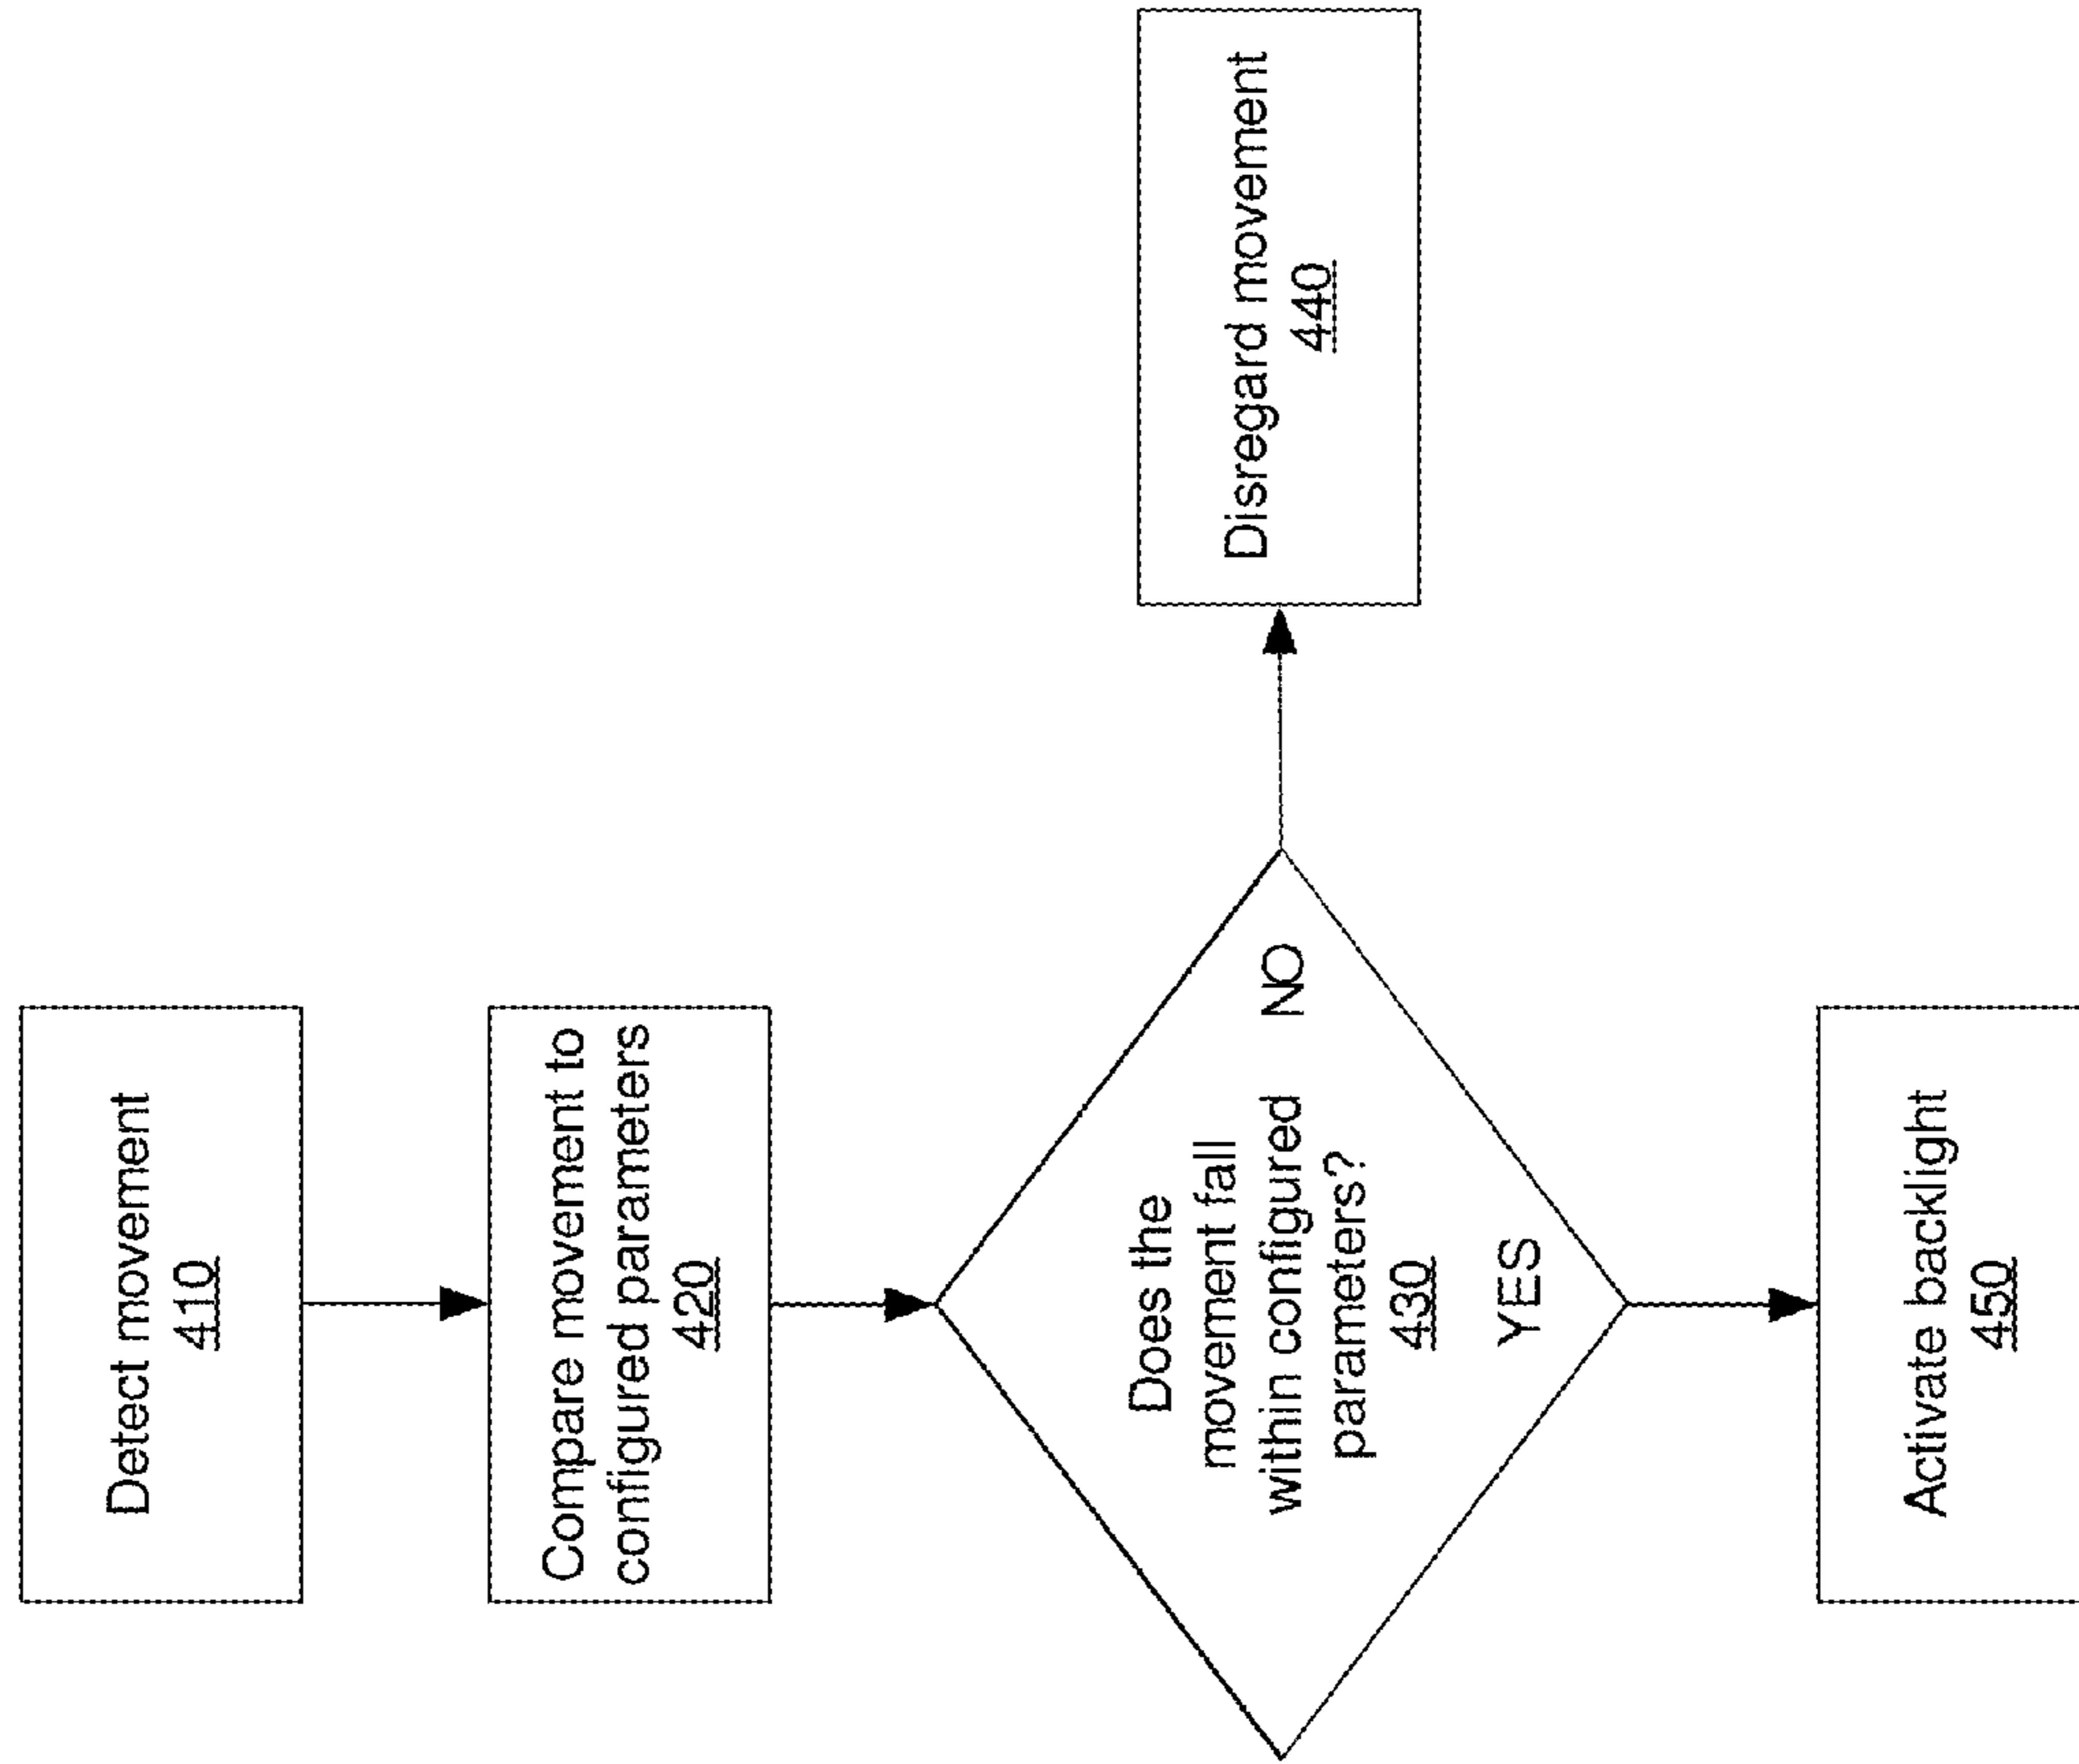 Detect movement
410
Compare movement to
configured parameters
420
Does the
movement fall
within configured
parameters?
430
NO
YES
Disregard movement
440
Activate backlight
450